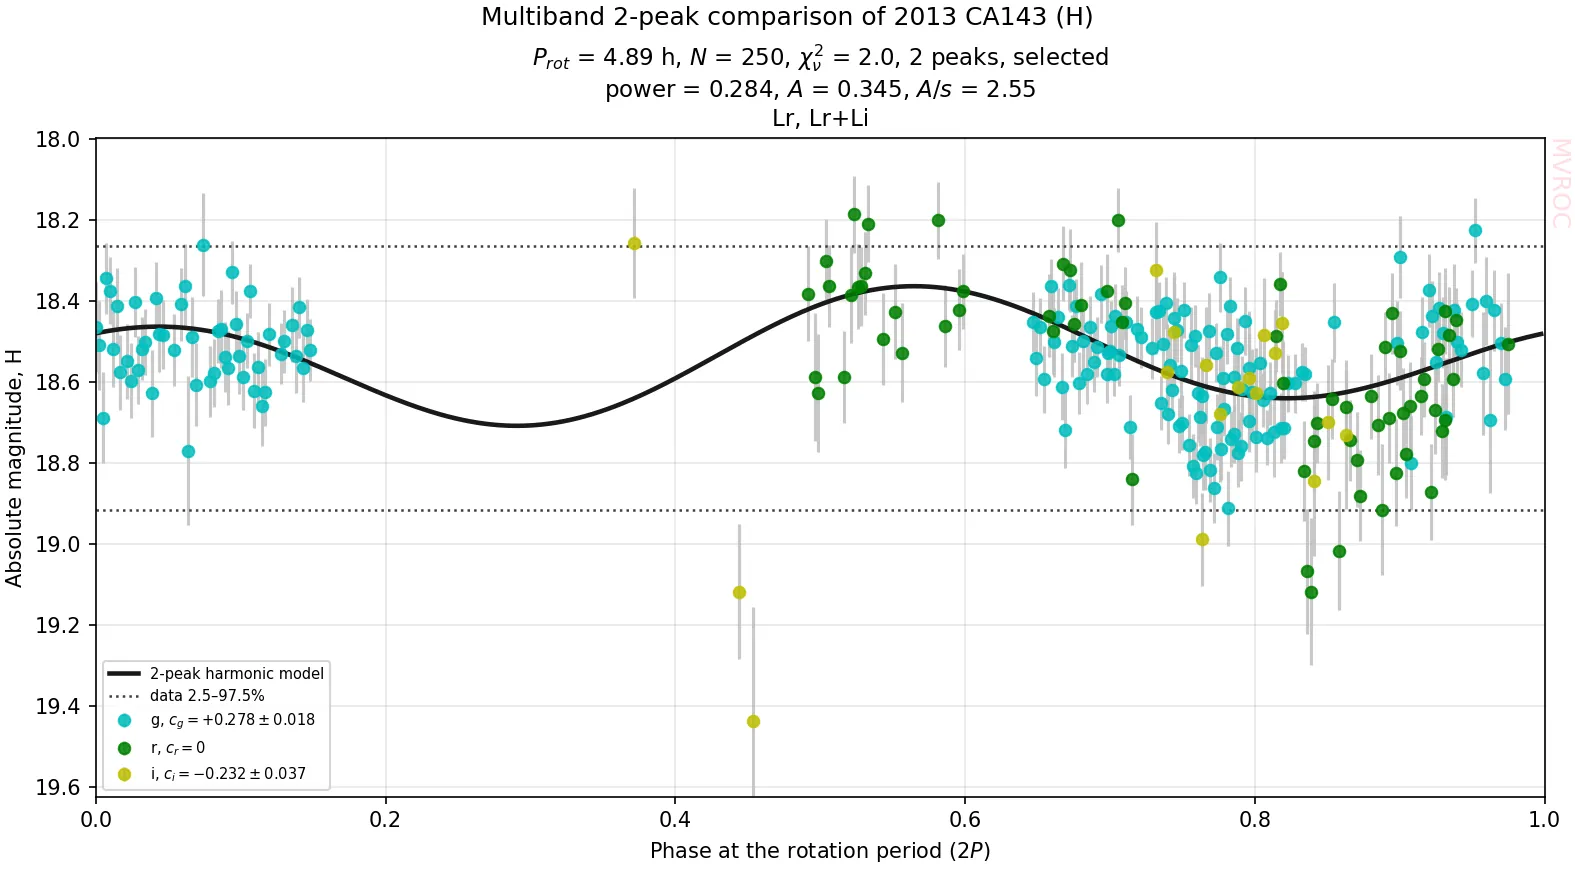 Multiband 2-peak comparison of 2013 CA143 (H)
P_rot = 4.89 h, N = 250, χ²_ν = 2.0, 2 peaks, selected
power = 0.284, A = 0.345, A/s = 2.55
Lr, Lr+Li
MVROC
Absolute magnitude, H
18.0
18.2
18.4
18.6
18.8
19.0
19.2
19.4
19.6
2-peak harmonic model
data 2.5–97.5%
g, c_g = +0.278 ± 0.018
r, c_r = 0
i, c_i = −0.232 ± 0.037
0.0 0.2 0.4 0.6 0.8 1.0
Phase at the rotation period (2P)